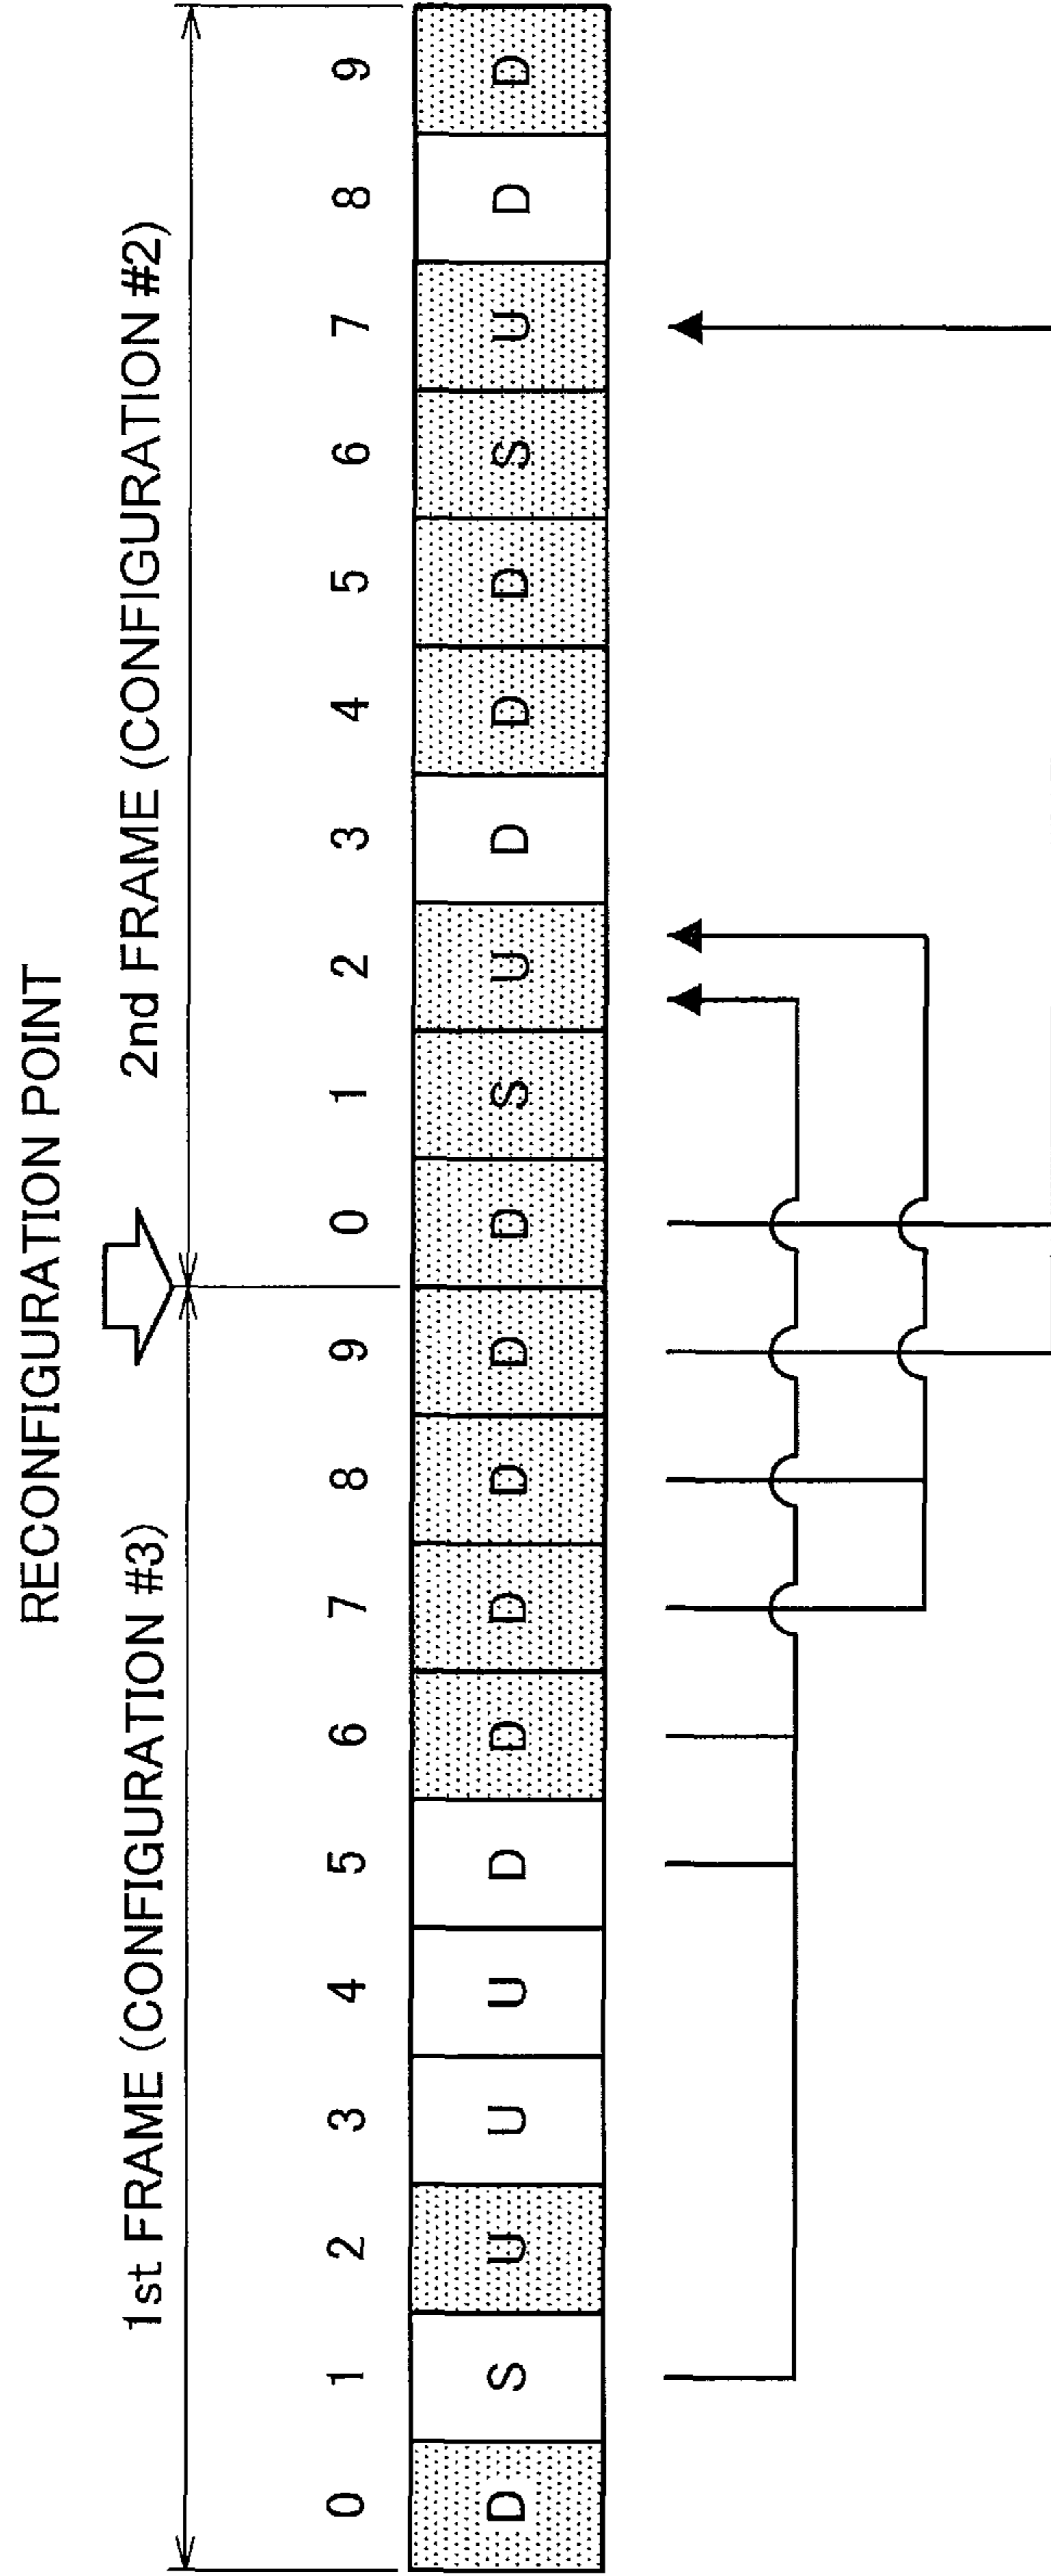 RECONFIGURATION POINT
1st FRAME (CONFIGURATION #3) 2nd FRAME (CONFIGURATION #2)
0 1 2 3 4 5 6 7 8 9 0 1 2 3 4 5 6 7 8 9
D S U U U D D D D D D S U D D D S U D D